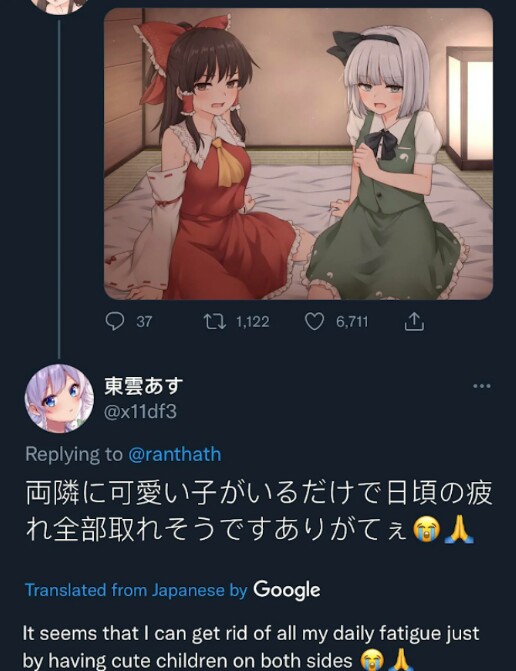 37 1,122 6,711
東雲あす
@x11df3
Replying to @ranthath
両隣に可愛い子がいるだけで日頃の疲
れ全部取れそうですありがてぇ😭🙏
Translated from Japanese by Google
It seems that I can get rid of all my daily fatigue just
by having cute children on both sides 😭🙏